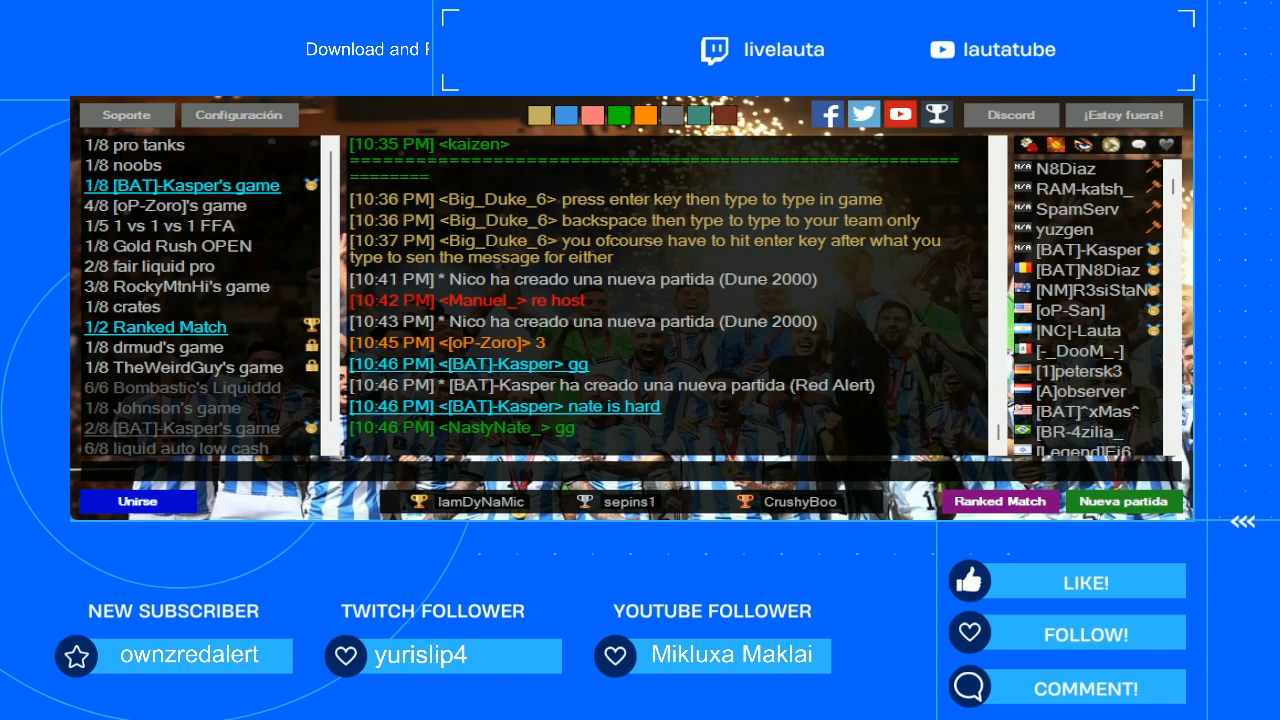 Download and
livelauta
lautatube
Soporte
Configuración
Discord
¡Estoy fuera!
1/8 pro tanks
1/8 noobs
1/8 [BAT]-Kasper's game
4/8 [oP-Zoro]'s game
1/5 1 vs 1 vs 1 FFA
1/8 Gold Rush OPEN
2/8 fair liquid pro
3/8 RockyMtnHi's game
1/8 crates
1/2 Ranked Match
1/8 drmud's game
1/8 TheWeirdGuy's game
6/6 Bombastic's Liquiddd
1/8 Johnson's game
2/8 [BAT]-Kasper's game
6/8 liquid auto low cash
[10:35 PM] <kaizen>
==========================================================
========
[10:36 PM] <Big_Duke_6> press enter key then type to type in game
[10:36 PM] <Big_Duke_6> backspace then type to type to your team only
[10:37 PM] <Big_Duke_6> you ofcourse have to hit enter key after what you
type to sen the message for either
[10:41 PM] * Nico ha creado una nueva partida (Dune 2000)
[10:42 PM] <Manuel_> re host
[10:43 PM] * Nico ha creado una nueva partida (Dune 2000)
[10:45 PM] <[oP-Zoro]> 3
[10:46 PM] <[BAT]-Kasper> gg
[10:46 PM] * [BAT]-Kasper ha creado una nueva partida (Red Alert)
[10:46 PM] <[BAT]-Kasper> nate is hard
[10:46 PM] <NastyNate_> gg
N/A N8Diaz
N/A RAM-katsh_
N/A SpamServ
N/A yuzgen
N/A [BAT]-Kasper
[BAT]N8Diaz
[NM]R3siStaN
[oP-San]
|NC|-Lauta
[-_DooM_-]
[1]petersk3
[A]observer
[BAT]^xMas^
[BR-4zilia_
Unirse
IamDyNaMic
sepins1
CrushyBoo
Ranked Match
Nueva partida
NEW SUBSCRIBER
ownzredalert
TWITCH FOLLOWER
yurislip4
YOUTUBE FOLLOWER
Mikluxa Maklai
LIKE!
FOLLOW!
COMMENT!